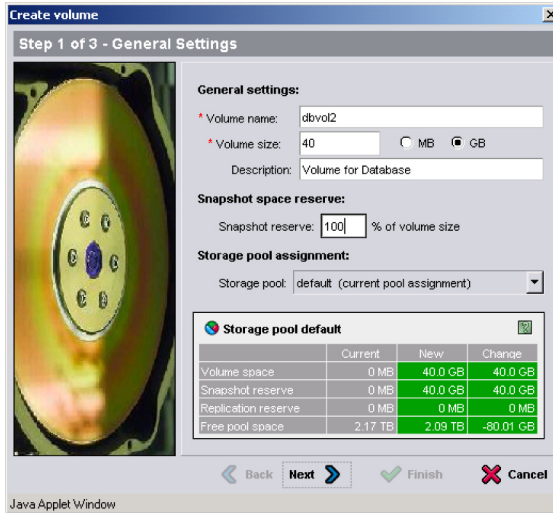 Create volume
Step 1 of 3 - General Settings
General settings:
* Volume name: dbvol2
* Volume size: 40 MB GB
Description: Volume for Database
Snapshot space reserve:
Snapshot reserve: 100 % of volume size
Storage pool assignment:
Storage pool: default (current pool assignment)
Storage pool default
Current New Change
Volume space 0 MB 40.0 GB 40.0 GB
Snapshot reserve 0 MB 40.0 GB 40.0 GB
Replication reserve 0 MB 0 MB 0 MB
Free pool space 2.17 TB 2.09 TB -80.01 GB
Back Next Finish Cancel
Java Applet Window